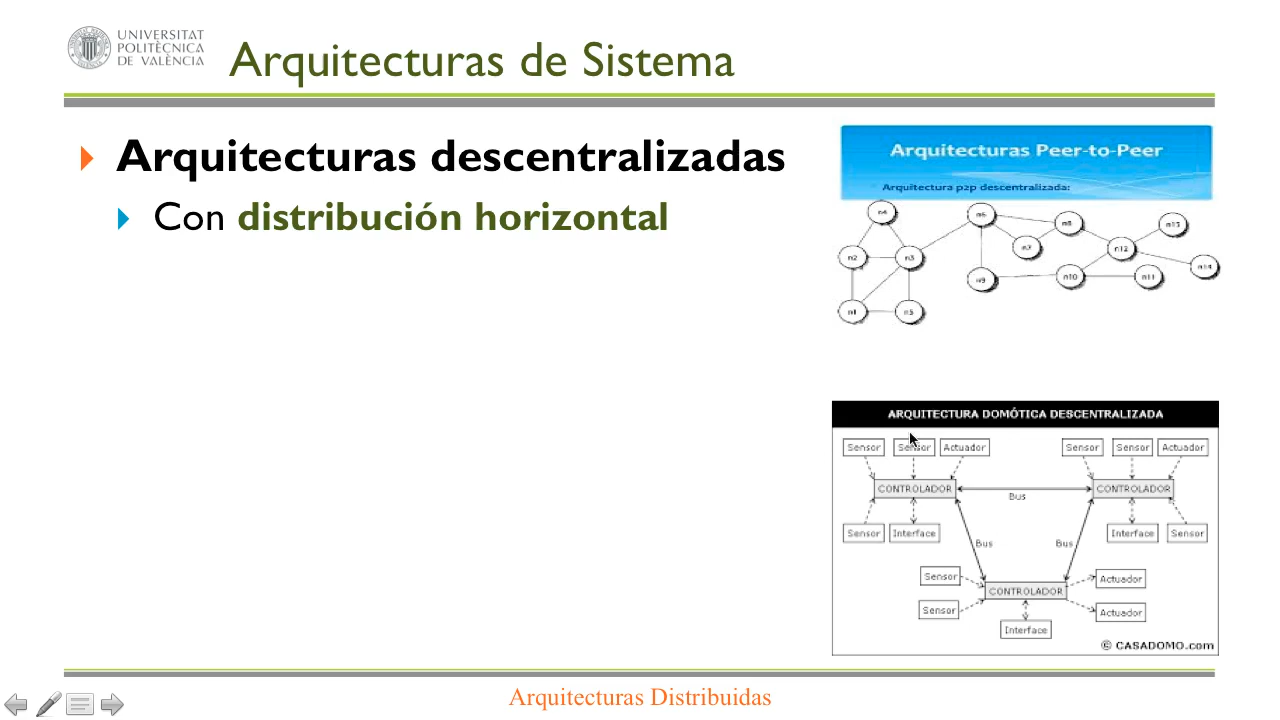 UNIVERSITAT
POLITÈCNICA
DE VALÈNCIA
Arquitecturas de Sistema
Arquitecturas descentralizadas
Con distribución horizontal
Arquitecturas Peer-to-Peer
Arquitectura p2p descentralizada:
n4
n6
n8
n13
n2
n3
n7
n12
n14
n9
n10
n11
n1
n5
ARQUITECTURA DOMÓTICA DESCENTRALIZADA
Sensor Sensor Actuador Sensor Sensor Actuador
CONTROLADOR CONTROLADOR
Bus
Sensor Interface Interface Sensor
Bus Bus
Sensor Actuador
CONTROLADOR
Sensor Actuador
Interface
© CASADOMO.com
Arquitecturas Distribuidas